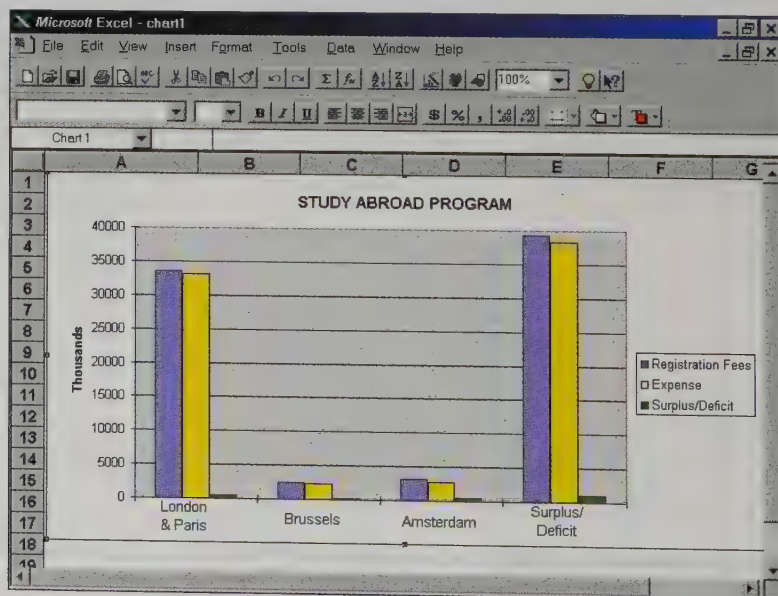 Microsoft Excel - chart1
File Edit View Insert Format Tools Data Window Help
100%
B I U $ % ,
Chart 1
A B C D E F G
1
2
3
4
5
6
7
8
9
10
11
12
13
14
15
16
17
18
19
STUDY ABROAD PROGRAM
Thousands
40000
35000
30000
25000
20000
15000
10000
5000
0
London
& Paris
Brussels
Amsterdam
Surplus/
Deficit
Registration Fees
Expense
Surplus/Deficit